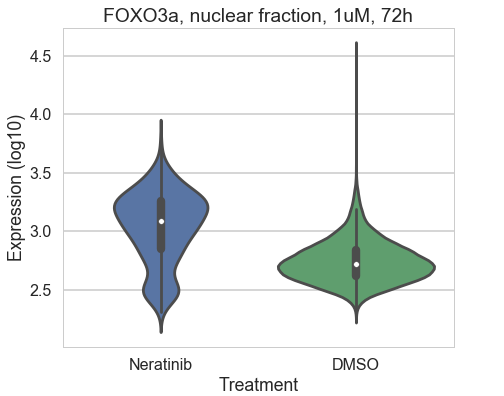 FOXO3a, nuclear fraction, 1uM, 72h
Expression (log10)
4.5
4.0
3.5
3.0
2.5
Neratinib DMSO
Treatment